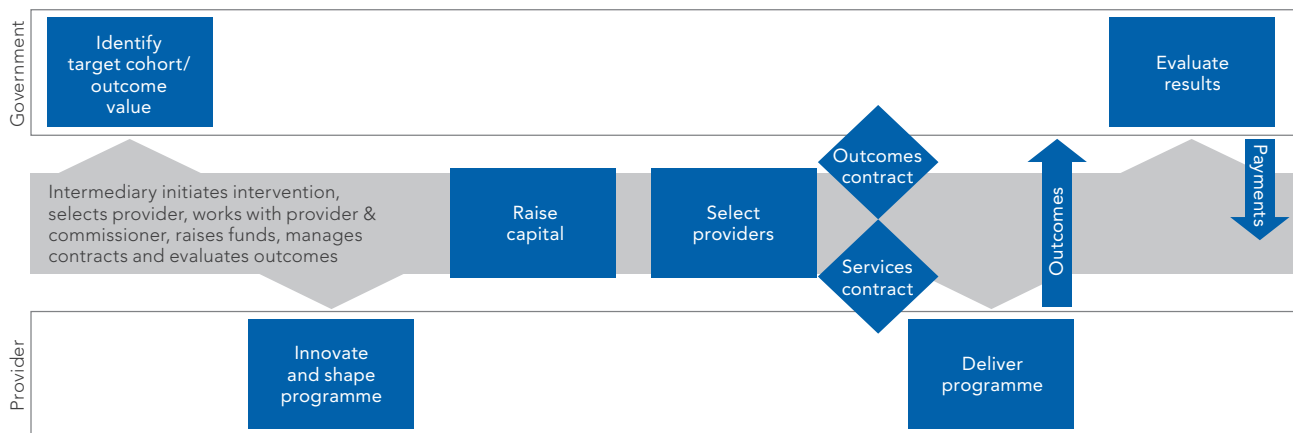 Government
Identify
target cohort/
outcome
value
Evaluate
results
Intermediary initiates intervention,
selects provider, works with provider &
commissioner, raises funds, manages
contracts and evaluates outcomes
Raise
capital
Select
providers
Outcomes
contract
Services
contract
Outcomes
Payments
Provider
Innovate
and shape
programme
Deliver
programme